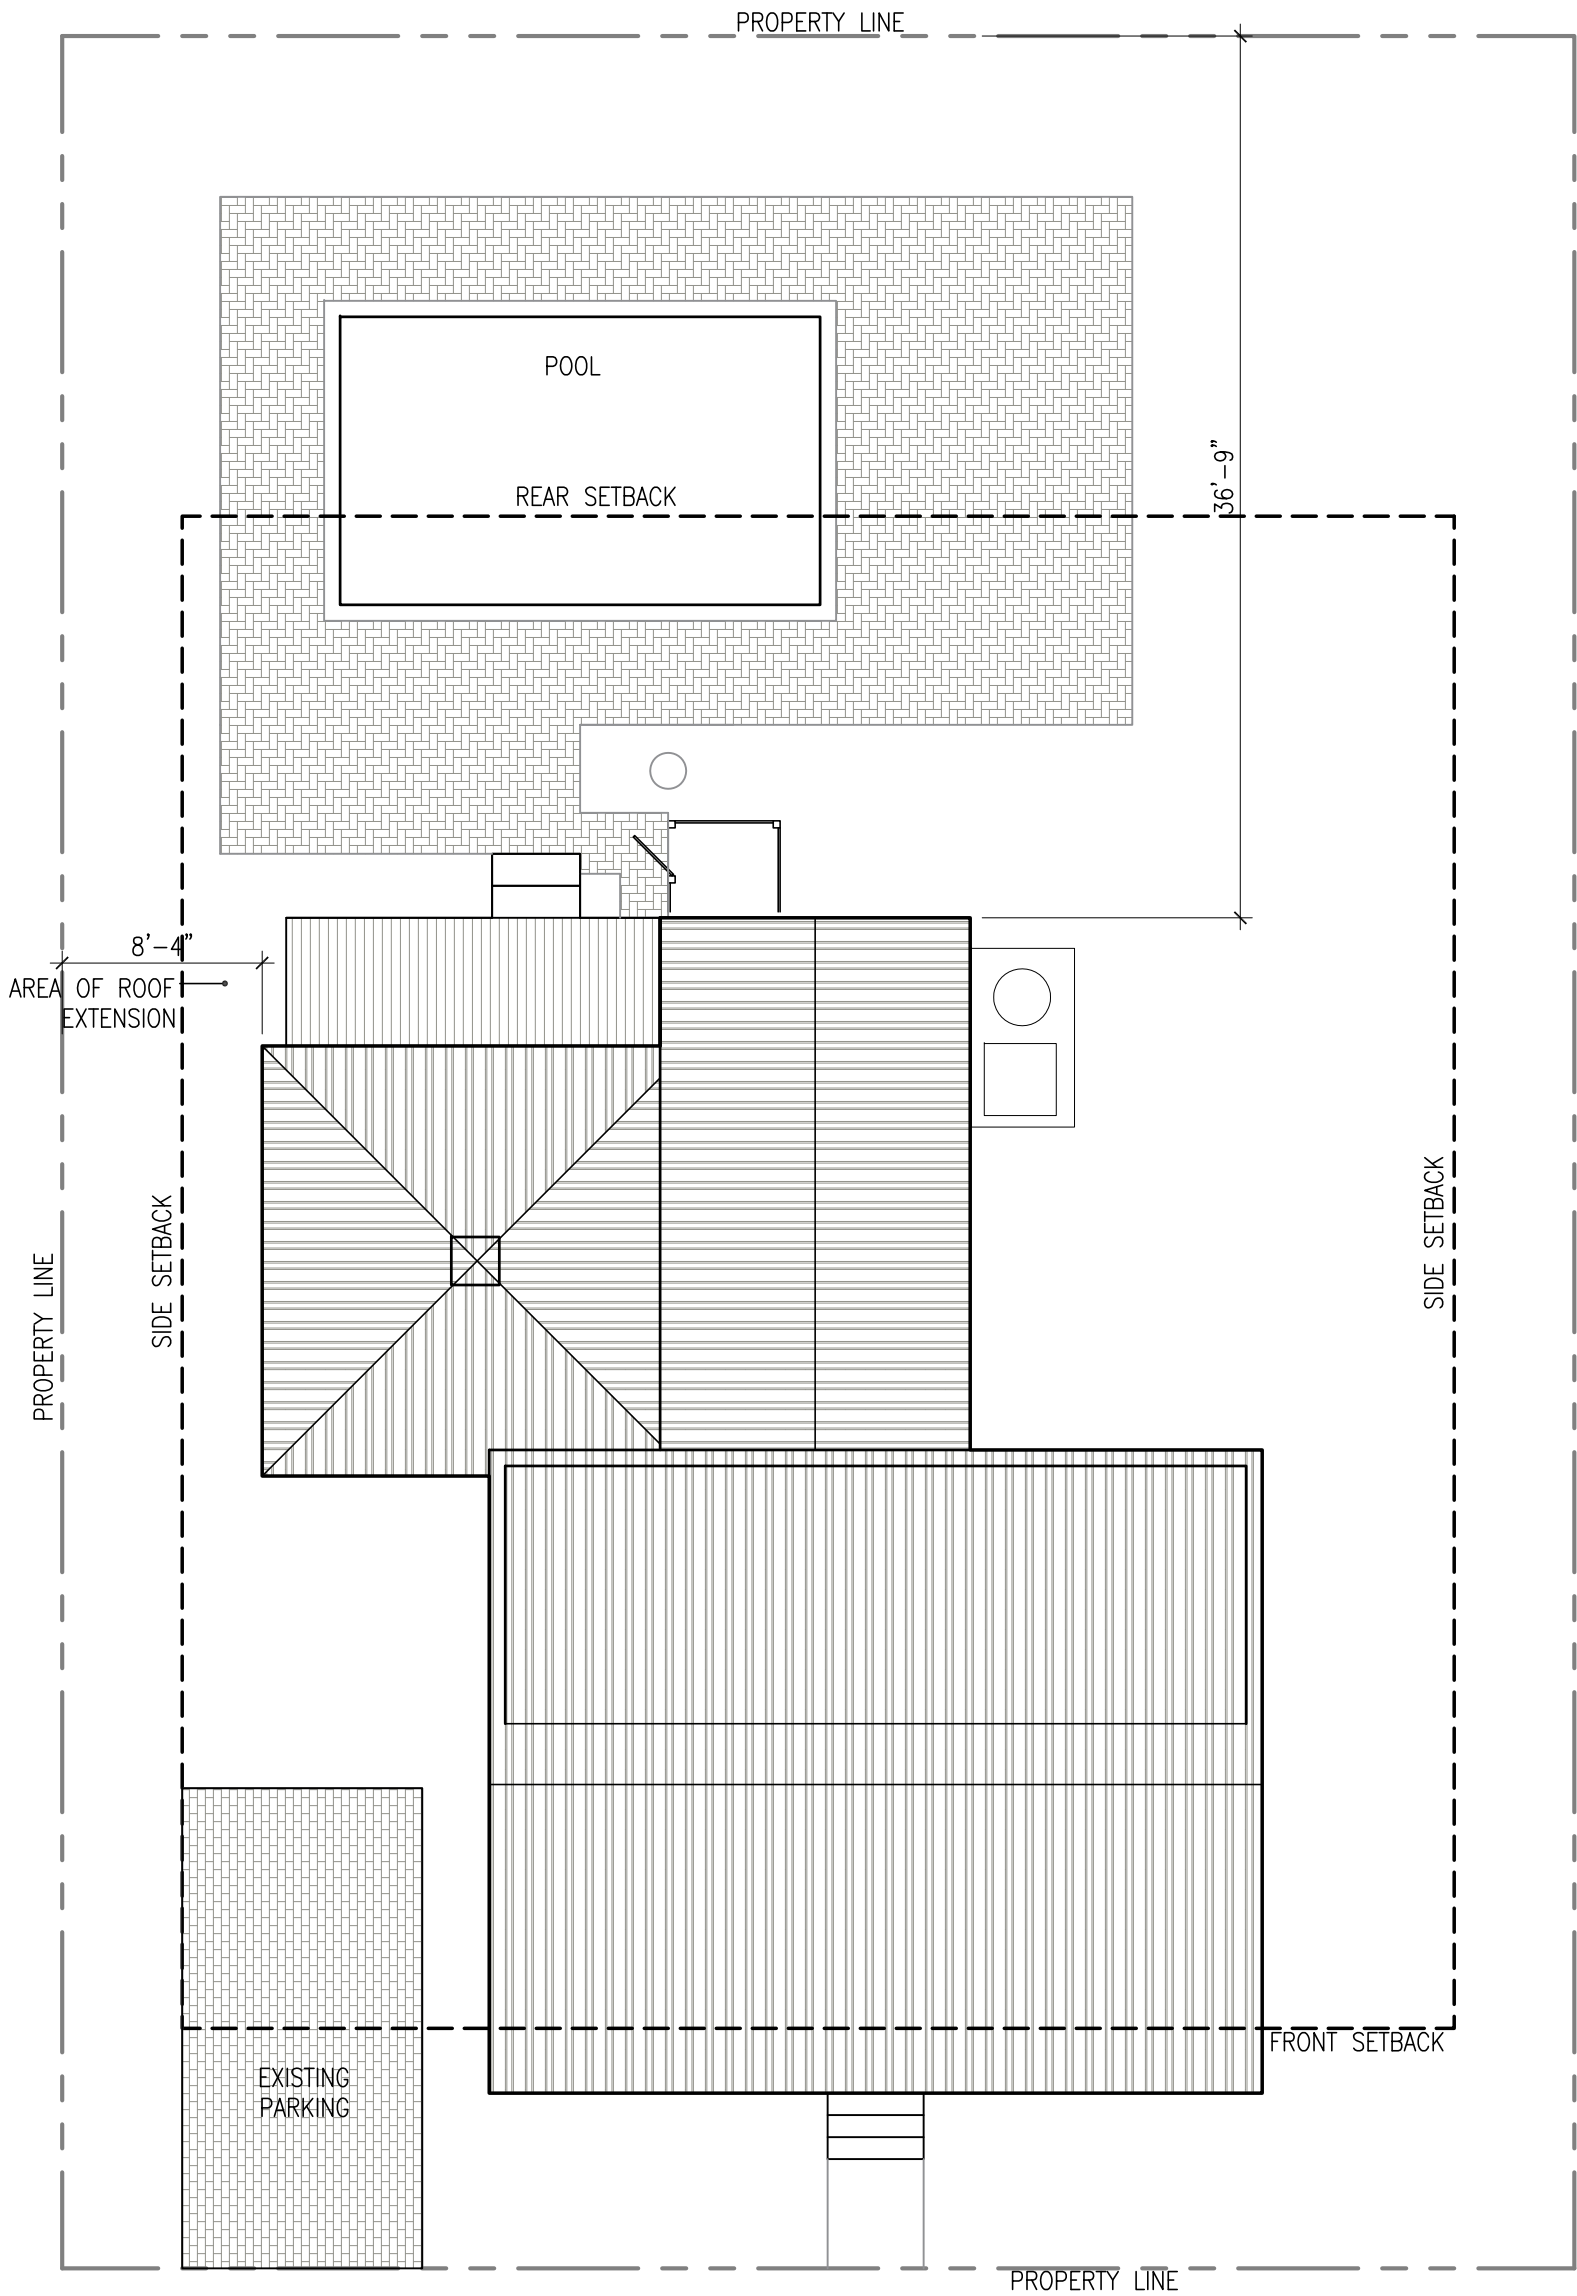 PROPERTY LINE
POOL
36'-9"
REAR SETBACK
8'-4"
AREA OF ROOF
EXTENSION
SIDE SETBACK
SIDE SETBACK
PROPERTY LINE
FRONT SETBACK
EXISTING
PARKING
PROPERTY LINE